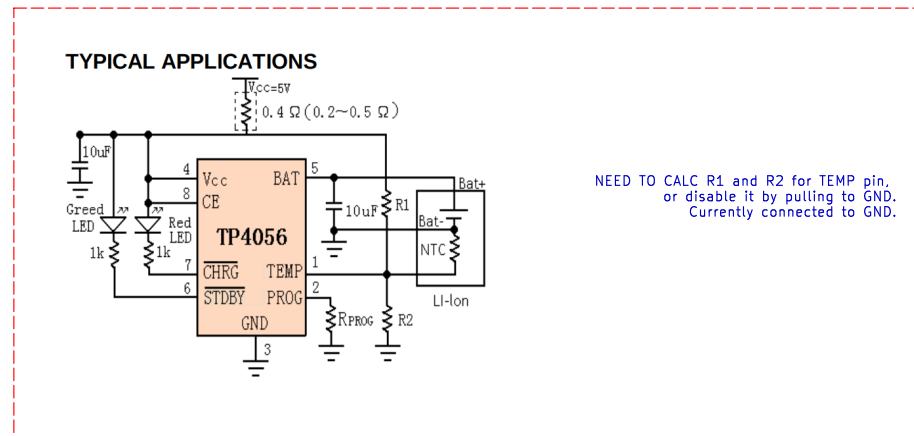 TYPICAL APPLICATIONS
Vcc=5V
0.4 Ω(0.2~0.5 Ω)
10uF
4
Vcc
BAT
5
Bat+
8
CE
Greed
LED
Red
LED
10uF
R1
Bat-
TP4056
1k
1k
NTC
7
CHRG
TEMP
1
6
STDBY
PROG
2
LI-Ion
GND
RPROG
R2
3
NEED TO CALC R1 and R2 for TEMP pin,
or disable it by pulling to GND.
Currently connected to GND.